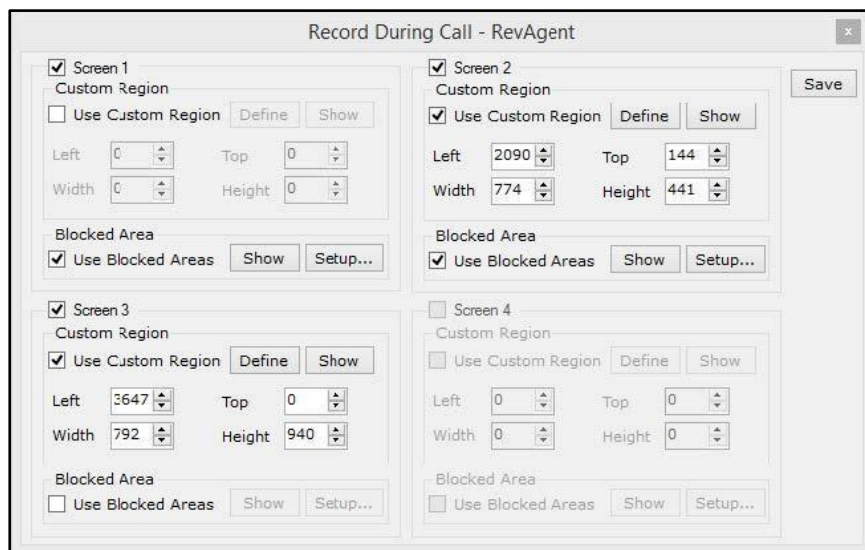 Record During Call - RevAgent
x
Screen 1
Custom Region
Use Custom Region Define Show
Left 0 Top 0
Width 0 Height 0
Blocked Area
Use Blocked Areas Show Setup...
Screen 2
Custom Region
Use Custom Region Define Show
Left 2090 Top 144
Width 774 Height 441
Blocked Area
Use Blocked Areas Show Setup...
Save
Screen 3
Custom Region
Use Custom Region Define Show
Left 3647 Top 0
Width 792 Height 940
Blocked Area
Use Blocked Areas Show Setup...
Screen 4
Custom Region
Use Custom Region Define Show
Left 0 Top 0
Width 0 Height 0
Blocked Area
Use Blocked Areas Show Setup...